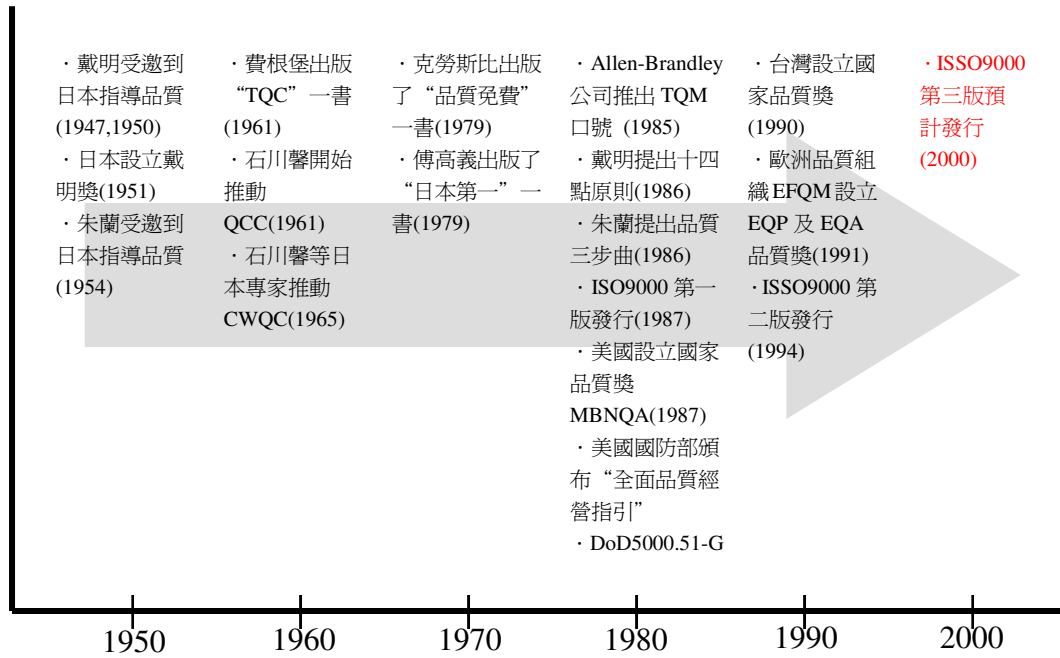 ·戴明受邀到
日本指導品質
(1947,1950)
·日本設立戴
明獎(1951)
·朱蘭受邀到
日本指導品質
(1954)
·費根堡出版
“TQC”一書
(1961)
·石川馨開始
推動
QCC(1961)
·石川馨等日
本專家推動
CWQC(1965)
·克勞斯比出版
了“品質免費”
一書(1979)
·傅高義出版了
“日本第一”一
書(1979)
·Allen-Brandley
公司推出 TQM
口號 (1985)
·戴明提出十四
點原則(1986)
·朱蘭提出品質
三步曲(1986)
·ISO9000 第一
版發行(1987)
·美國設立國家
品質獎
MBNQA(1987)
·美國國防部頒
布“全面品質經
營指引”
·DoD5000.51-G
·台灣設立國
家品質獎
(1990)
·歐洲品質組
織 EFQM 設立
EQP 及 EQA
品質獎(1991)
·ISSO9000 第
二版發行
(1994)
·ISSO9000
第三版預
計發行
(2000)
1950 1960 1970 1980 1990 2000